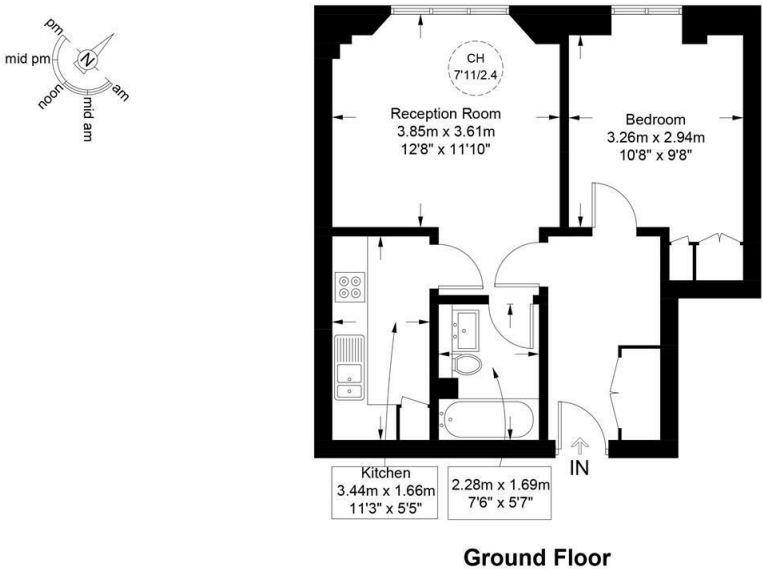 pm
mid pm
N
noon
mid am
am
CH
7'11/2.4
Reception Room
3.85m x 3.61m
12'8" x 11'10"
Bedroom
3.26m x 2.94m
10'8" x 9'8"
IN
Kitchen
3.44m x 1.66m
11'3" x 5'5"
2.28m x 1.69m
7'6" x 5'7"
Ground Floor